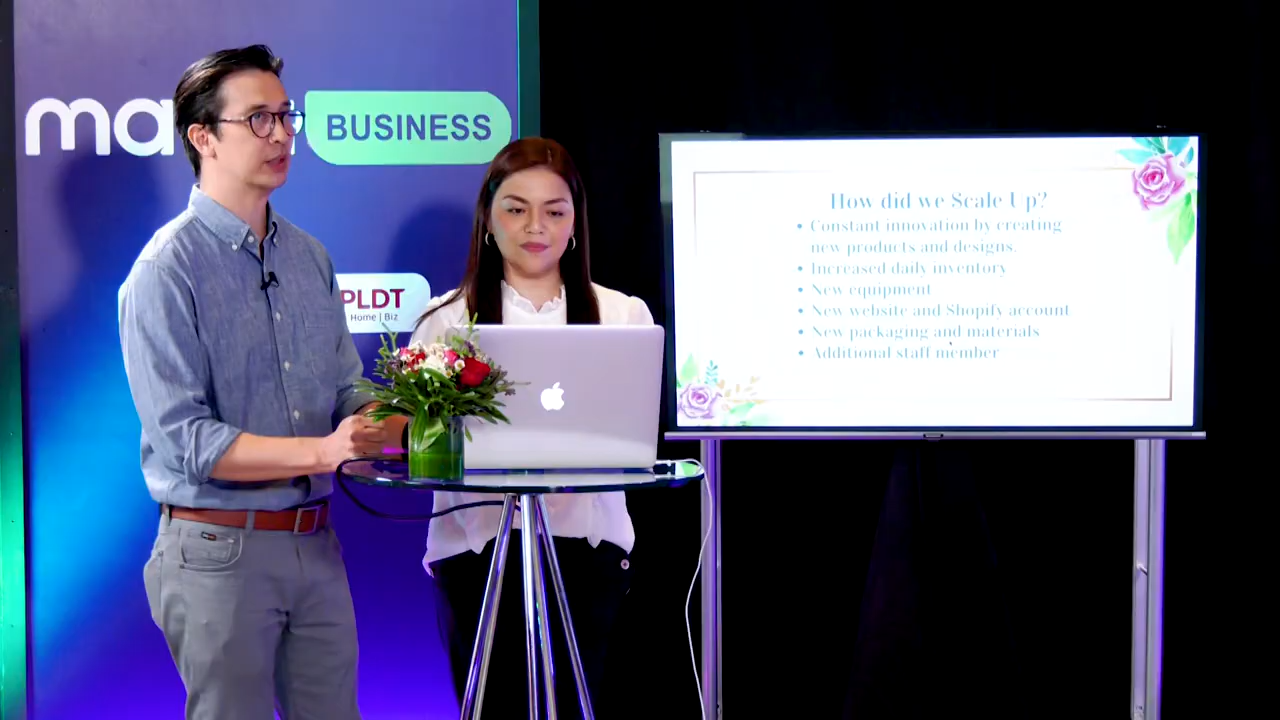 BUSINESS
PLDT
Home | Biz
How did we Scale Up?
• Constant innovation by creating
new products and designs.
• Increased daily inventory
• New equipment
• New website and Shopify account
• New packaging and materials
• Additional staff member